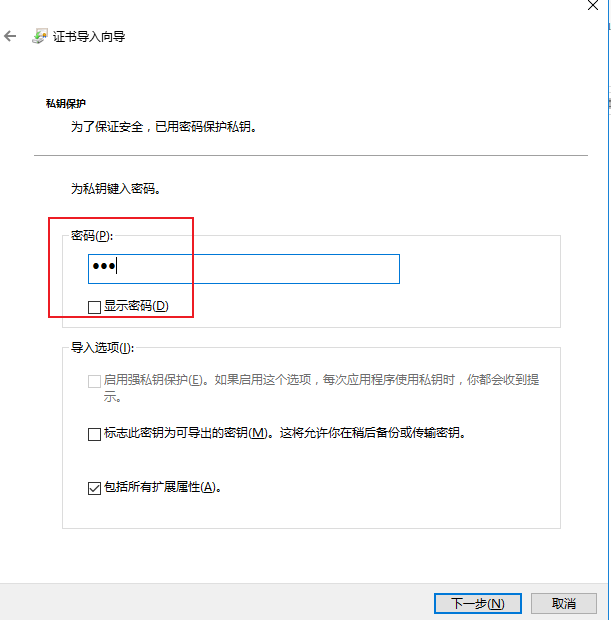 证书导入向导
私钥保护
为了保证安全，已用密码保护私钥。
为私钥键入密码。
密码(P):
●●●
显示密码(D)
导入选项(I):
启用强私钥保护(E)。如果启用这个选项，每次应用程序使用私钥时，你都会收到提
示。
标志此密钥为可导出的密钥(M)。这将允许你在稍后备份或传输密钥。
包括所有扩展属性(A)。
下一步(N)
取消